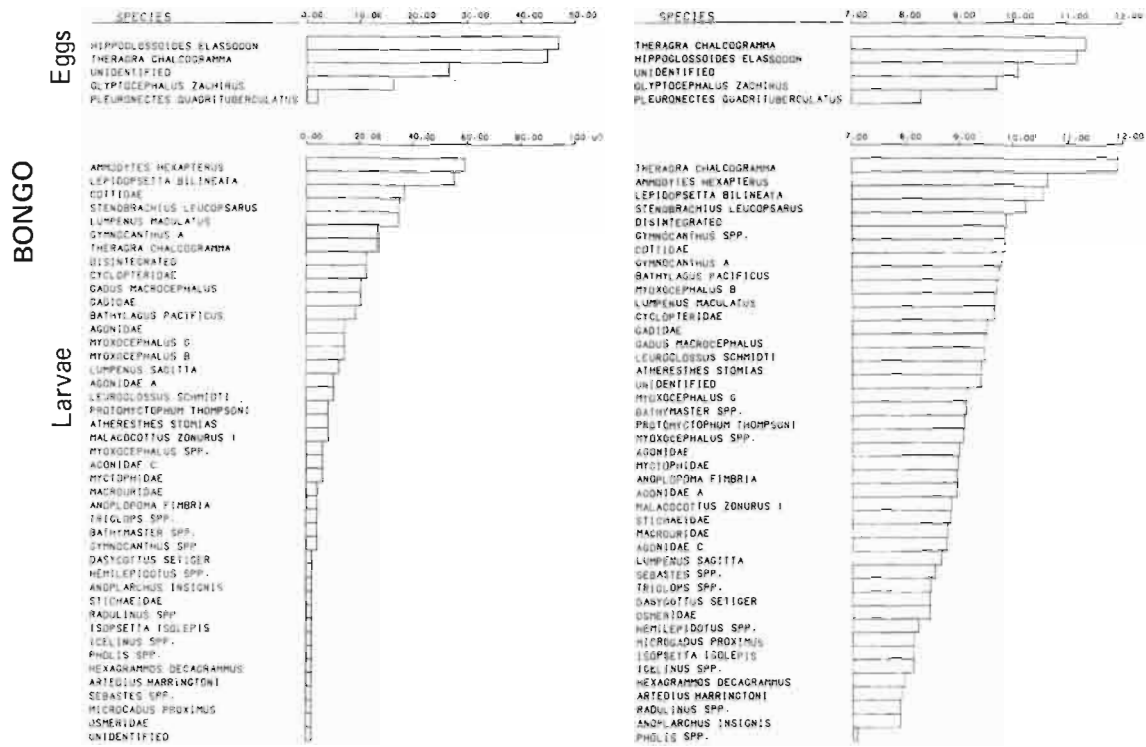 BONGO
Eggs
SPECIES 0.00 10.00 20.00 30.00 40.00 50.00
HIPPOGLOSSOIDES ELASSODON
THERAGRA CHALCOGRAMMA
UNIDENTIFIED
GLYPTOCEPHALUS ZACHIRUS
PLEURONECTES QUADRITUBERCULATUS
SPECIES 7.00 8.00 9.00 10.00 11.00 12.00
THERAGRA CHALCOGRAMMA
HIPPOGLOSSOIDES ELASSODON
UNIDENTIFIED
GLYPTOCEPHALUS ZACHIRUS
PLEURONECTES QUADRITUBERCULATUS
Larvae
0.00 20.00 40.00 60.00 80.00 100.00
AMMODYTES HEXAPTERUS
LEPIDOPSETTA BILINEATA
COTTIDAE
STENOBRACHIUS LEUCOPSARUS
LUMPENUS MACULATUS
GYMNOCANTHUS A
THERAGRA CHALCOGRAMMA
DISINTEGRATED
CYCLOPTERIDAE
GADUS MACROCEPHALUS
GADIDAE
BATHYLAGUS PACIFICUS
AGONIDAE
MYOXOCEPHALUS G
MYOXOCEPHALUS B
LUMPENUS SAGITTA
AGONIDAE A
LEUROGLOSSUS SCHMIDTI
PROTOMYCTOPHUM THOMPSONI
ATHERESTHES STOMIAS
MALACOCOTTUS ZONURUS 1
MYOXOCEPHALUS SPP.
AGONIDAE C
MYCTOPHIDAE
MACROURIDAE
ANOPLOPOMA FIMBRIA
TRIGLOPS SPP.
BATHYMASTER SPP.
GYMNOCANTHUS SPP
DASYCOTTUS SETIGER
HEMILEPIDOTUS SPP.
ANOPLARCHUS INSIGNIS
STICHAEIDAE
RADULINUS SPP
ISOPSETTA ISOLEPIS
ICELINUS SPP.
PHOLIS SPP.
HEXAGRAMMOS DECAGRAMMUS
ARTEDIUS HARRINGTONI
SEBASTES SPP.
MICROGADUS PROXIMUS
OSMERIDAE
UNIDENTIFIED
7.00 8.00 9.00 10.00 11.00 12.00
THERAGRA CHALCOGRAMMA
AMMODYTES HEXAPTERUS
LEPIDOPSETTA BILINEATA
STENOBRACHIUS LEUCOPSARUS
DISINTEGRATED
GYMNOCANTHUS SPP.
COTTIDAE
GYMNOCANTHUS A
BATHYLAGUS PACIFICUS
MYOXOCEPHALUS B
LUMPENUS MACULATUS
CYCLOPTERIDAE
GADIDAE
GADUS MACROCEPHALUS
LEUROGLOSSUS SCHMIDTI
ATHERESTHES STOMIAS
UNIDENTIFIED
MYOXOCEPHALUS G
BATHYMASTER SPP.
PROTOMYCTOPHUM THOMPSONI
MYOXOCEPHALUS SPP.
AGONIDAE
MYCTOPHIDAE
ANOPLOPOMA FIMBRIA
AGONIDAE A
MALACOCOTTUS ZONURUS 1
STICHAEIDAE
MACROURIDAE
AGONIDAE C
LUMPENUS SAGITTA
SEBASTES SPP.
TRIGLOPS SPP.
DASYCOTTUS SETIGER
OSMERIDAE
HEMILEPIDOTUS SPP.
MICROGADUS PROXIMUS
ISOPSETTA ISOLEPIS
ICELINUS SPP.
HEXAGRAMMOS DECAGRAMMUS
ARTEDIUS HARRINGTONI
RADULINUS SPP.
ANOPLARCHUS INSIGNIS
PHOLIS SPP.